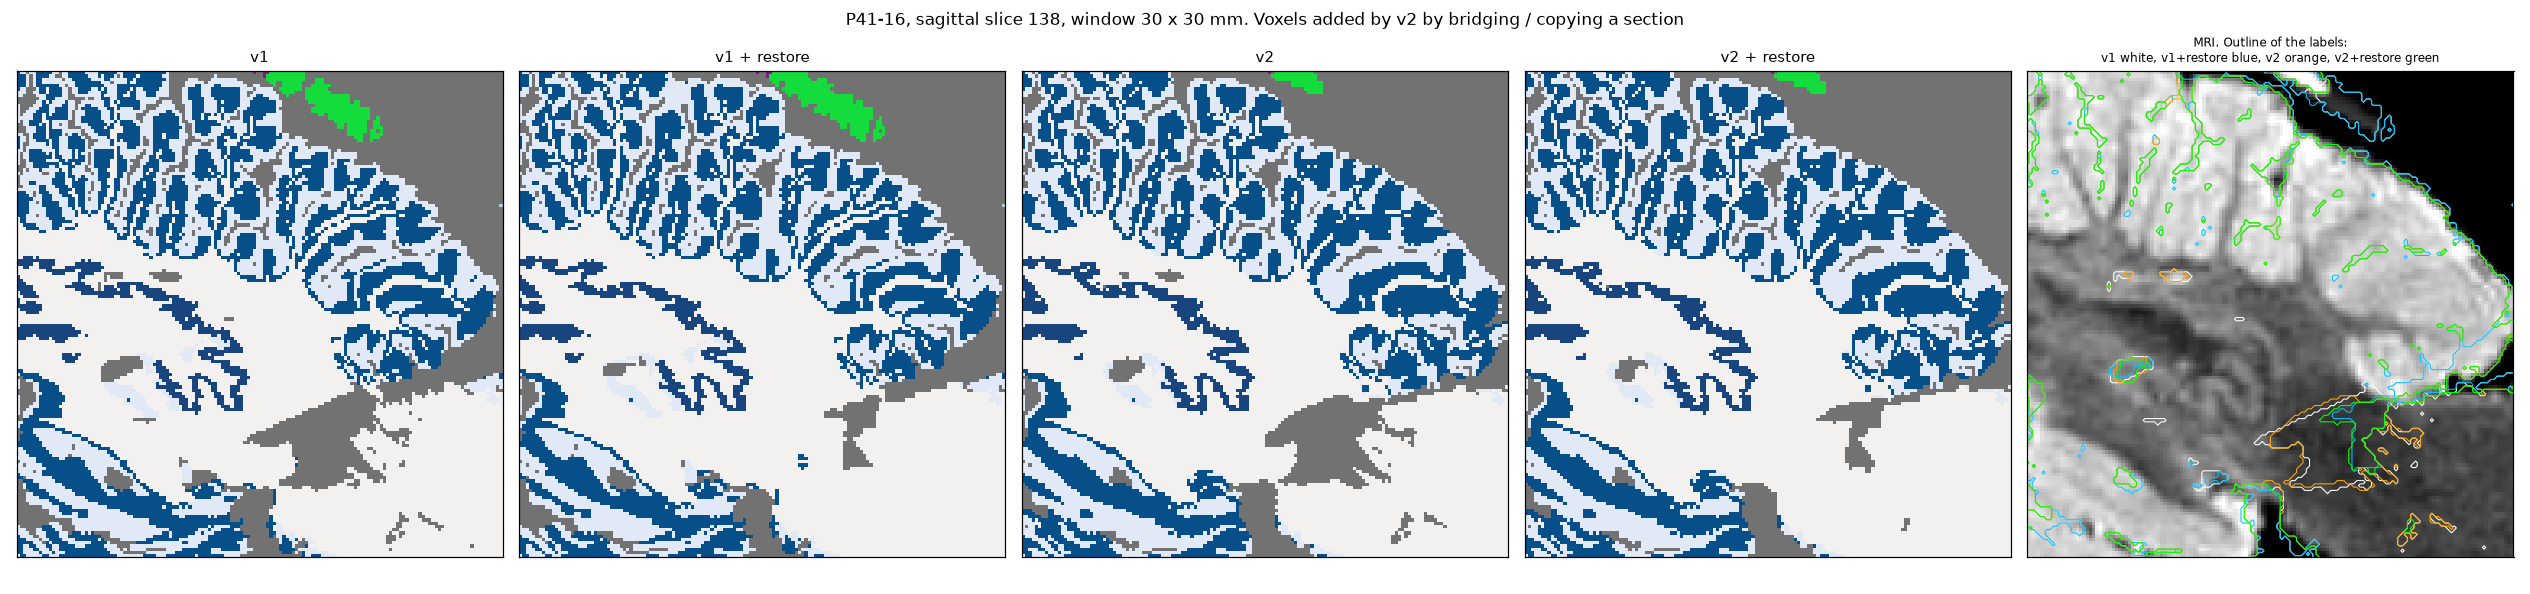 P41-16, sagittal slice 138, window 30 x 30 mm. Voxels added by v2 by bridging / copying a section
v1
v1 + restore
v2
v2 + restore
MRI. Outline of the labels:
v1 white, v1+restore blue, v2 orange, v2+restore green